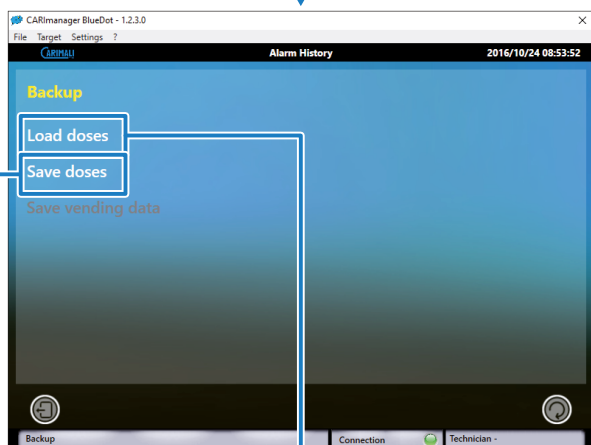 CARImanager BlueDot - 1.2.3.0
File Target Settings ?
CARIMALI Alarm History 2016/10/24 08:53:52
Backup
Load doses
Save doses
Save vending data
Backup Connection Technician -